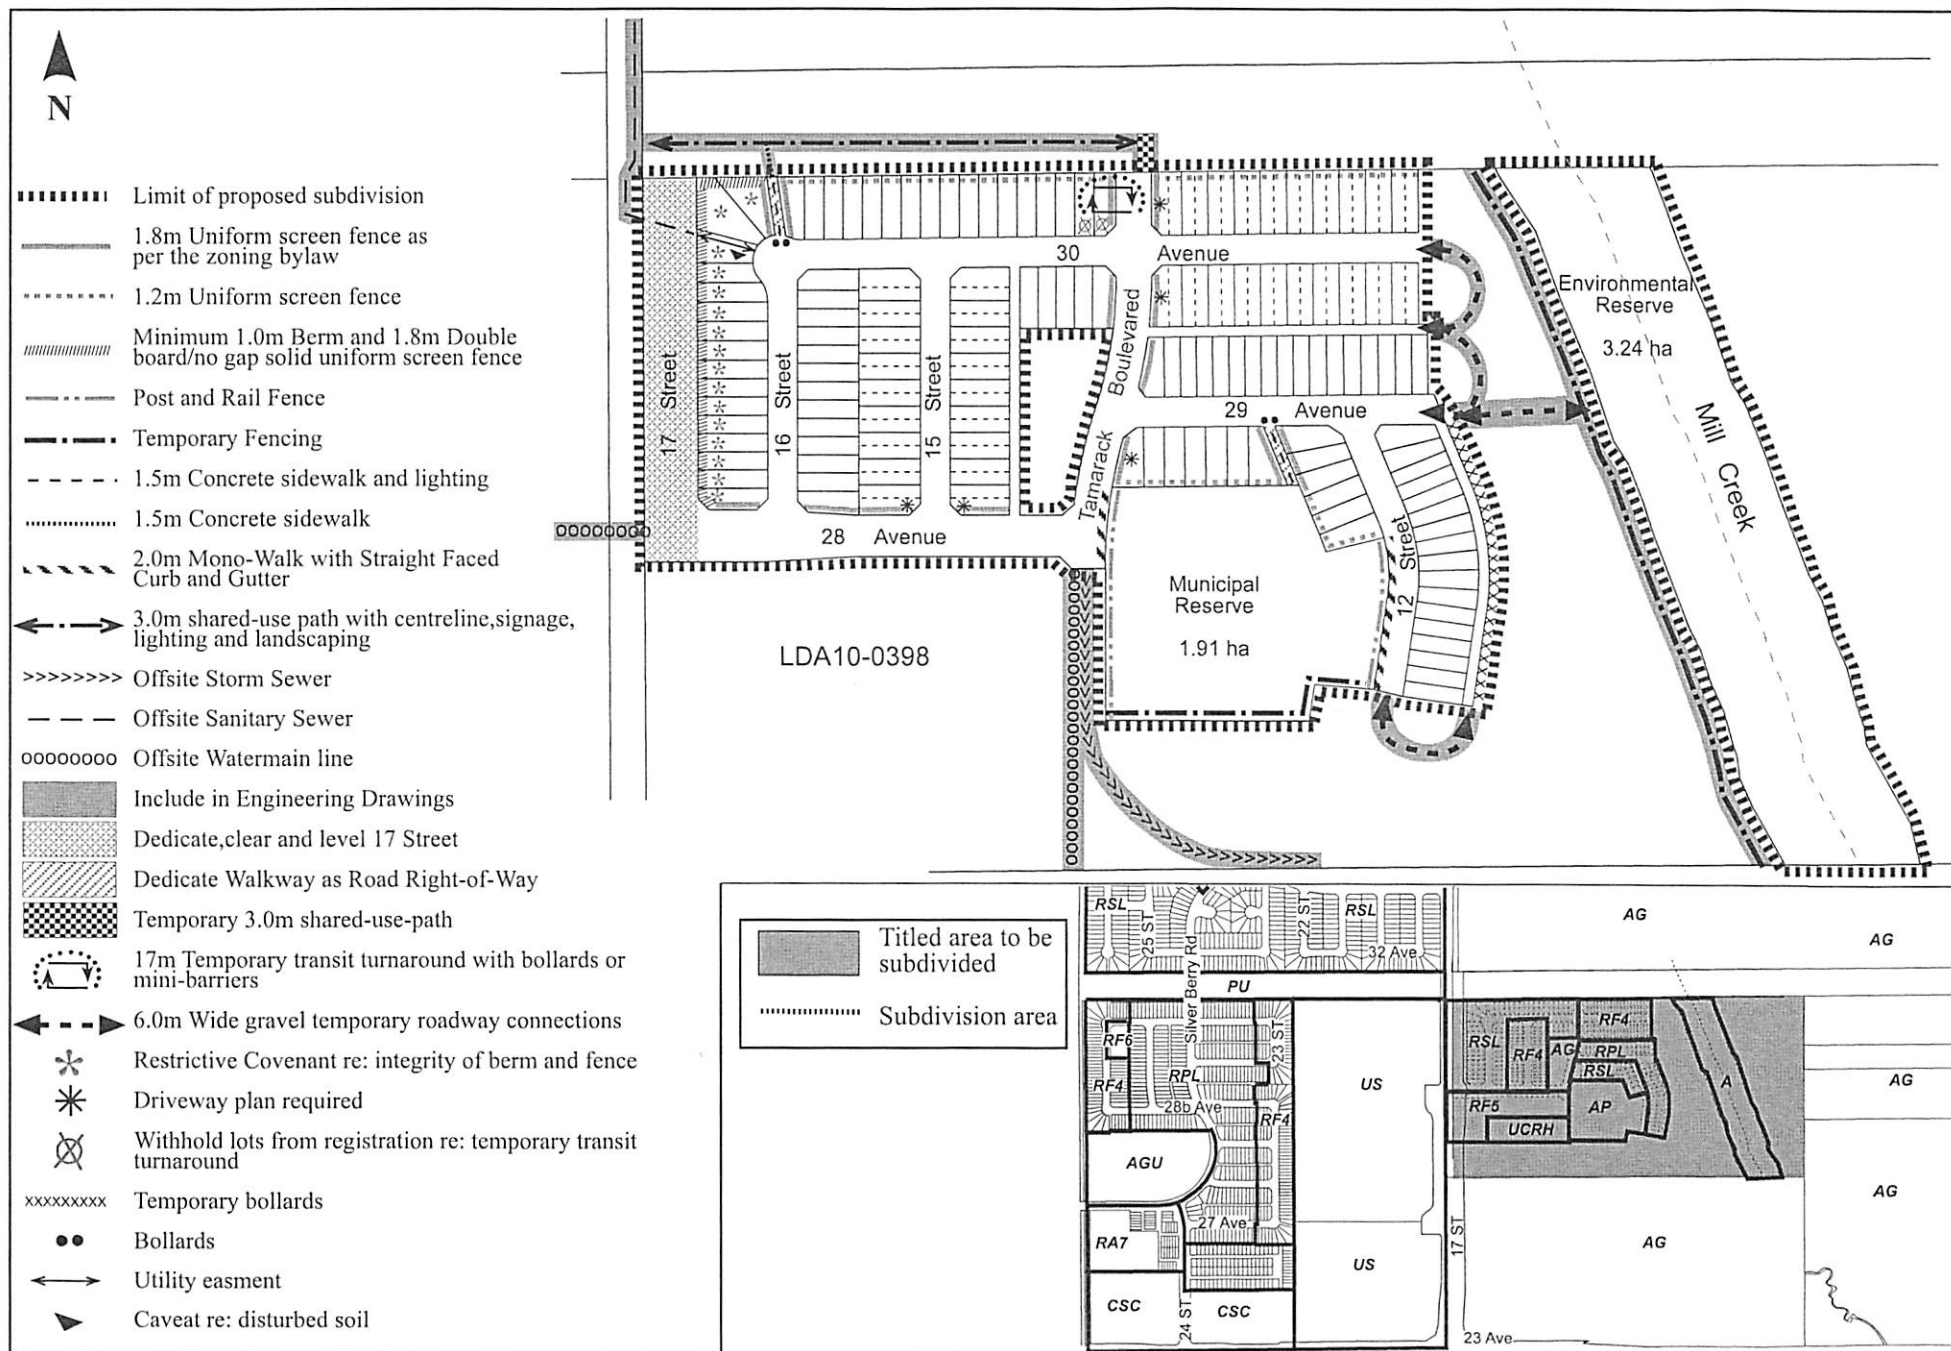 N
Limit of proposed subdivision
1.8m Uniform screen fence as
per the zoning bylaw
1.2m Uniform screen fence
Minimum 1.0m Berm and 1.8m Double
board/no gap solid uniform screen fence
Post and Rail Fence
Temporary Fencing
1.5m Concrete sidewalk and lighting
1.5m Concrete sidewalk
2.0m Mono-Walk with Straight Faced
Curb and Gutter
3.0m shared-use path with centreline,signage,
lighting and landscaping
Offsite Storm Sewer
Offsite Sanitary Sewer
Offsite Watermain line
Include in Engineering Drawings
Dedicate,clear and level 17 Street
Dedicate Walkway as Road Right-of-Way
Temporary 3.0m shared-use-path
17m Temporary transit turnaround with bollards or
mini-barriers
6.0m Wide gravel temporary roadway connections
Restrictive Covenant re: integrity of berm and fence
Driveway plan required
Withhold lots from registration re: temporary transit
turnaround
Temporary bollards
Bollards
Utility easment
Caveat re: disturbed soil
30 Avenue
29 Avenue
28 Avenue
17 Street
16 Street
15 Street
12 Street
Tamarack Boulevared
Environmental
Reserve
3.24 ha
Mill Creek
Municipal
Reserve
1.91 ha
LDA10-0398
Titled area to be
subdivided
Subdivision area
RSL
25 ST
Silver Berry Rd
22 ST
RSL
32 Ave
PU
RF6
RF4
RPL
28b Ave
23 ST
RF4
US
AGU
27 Ave
RA7
US
CSC
24 ST
CSC
17 ST
23 Ave
AG
AG
RSL
RF4
AG
RF4
RPL
RSL
RF5
UCRH
AP
A
AG
AG
AG